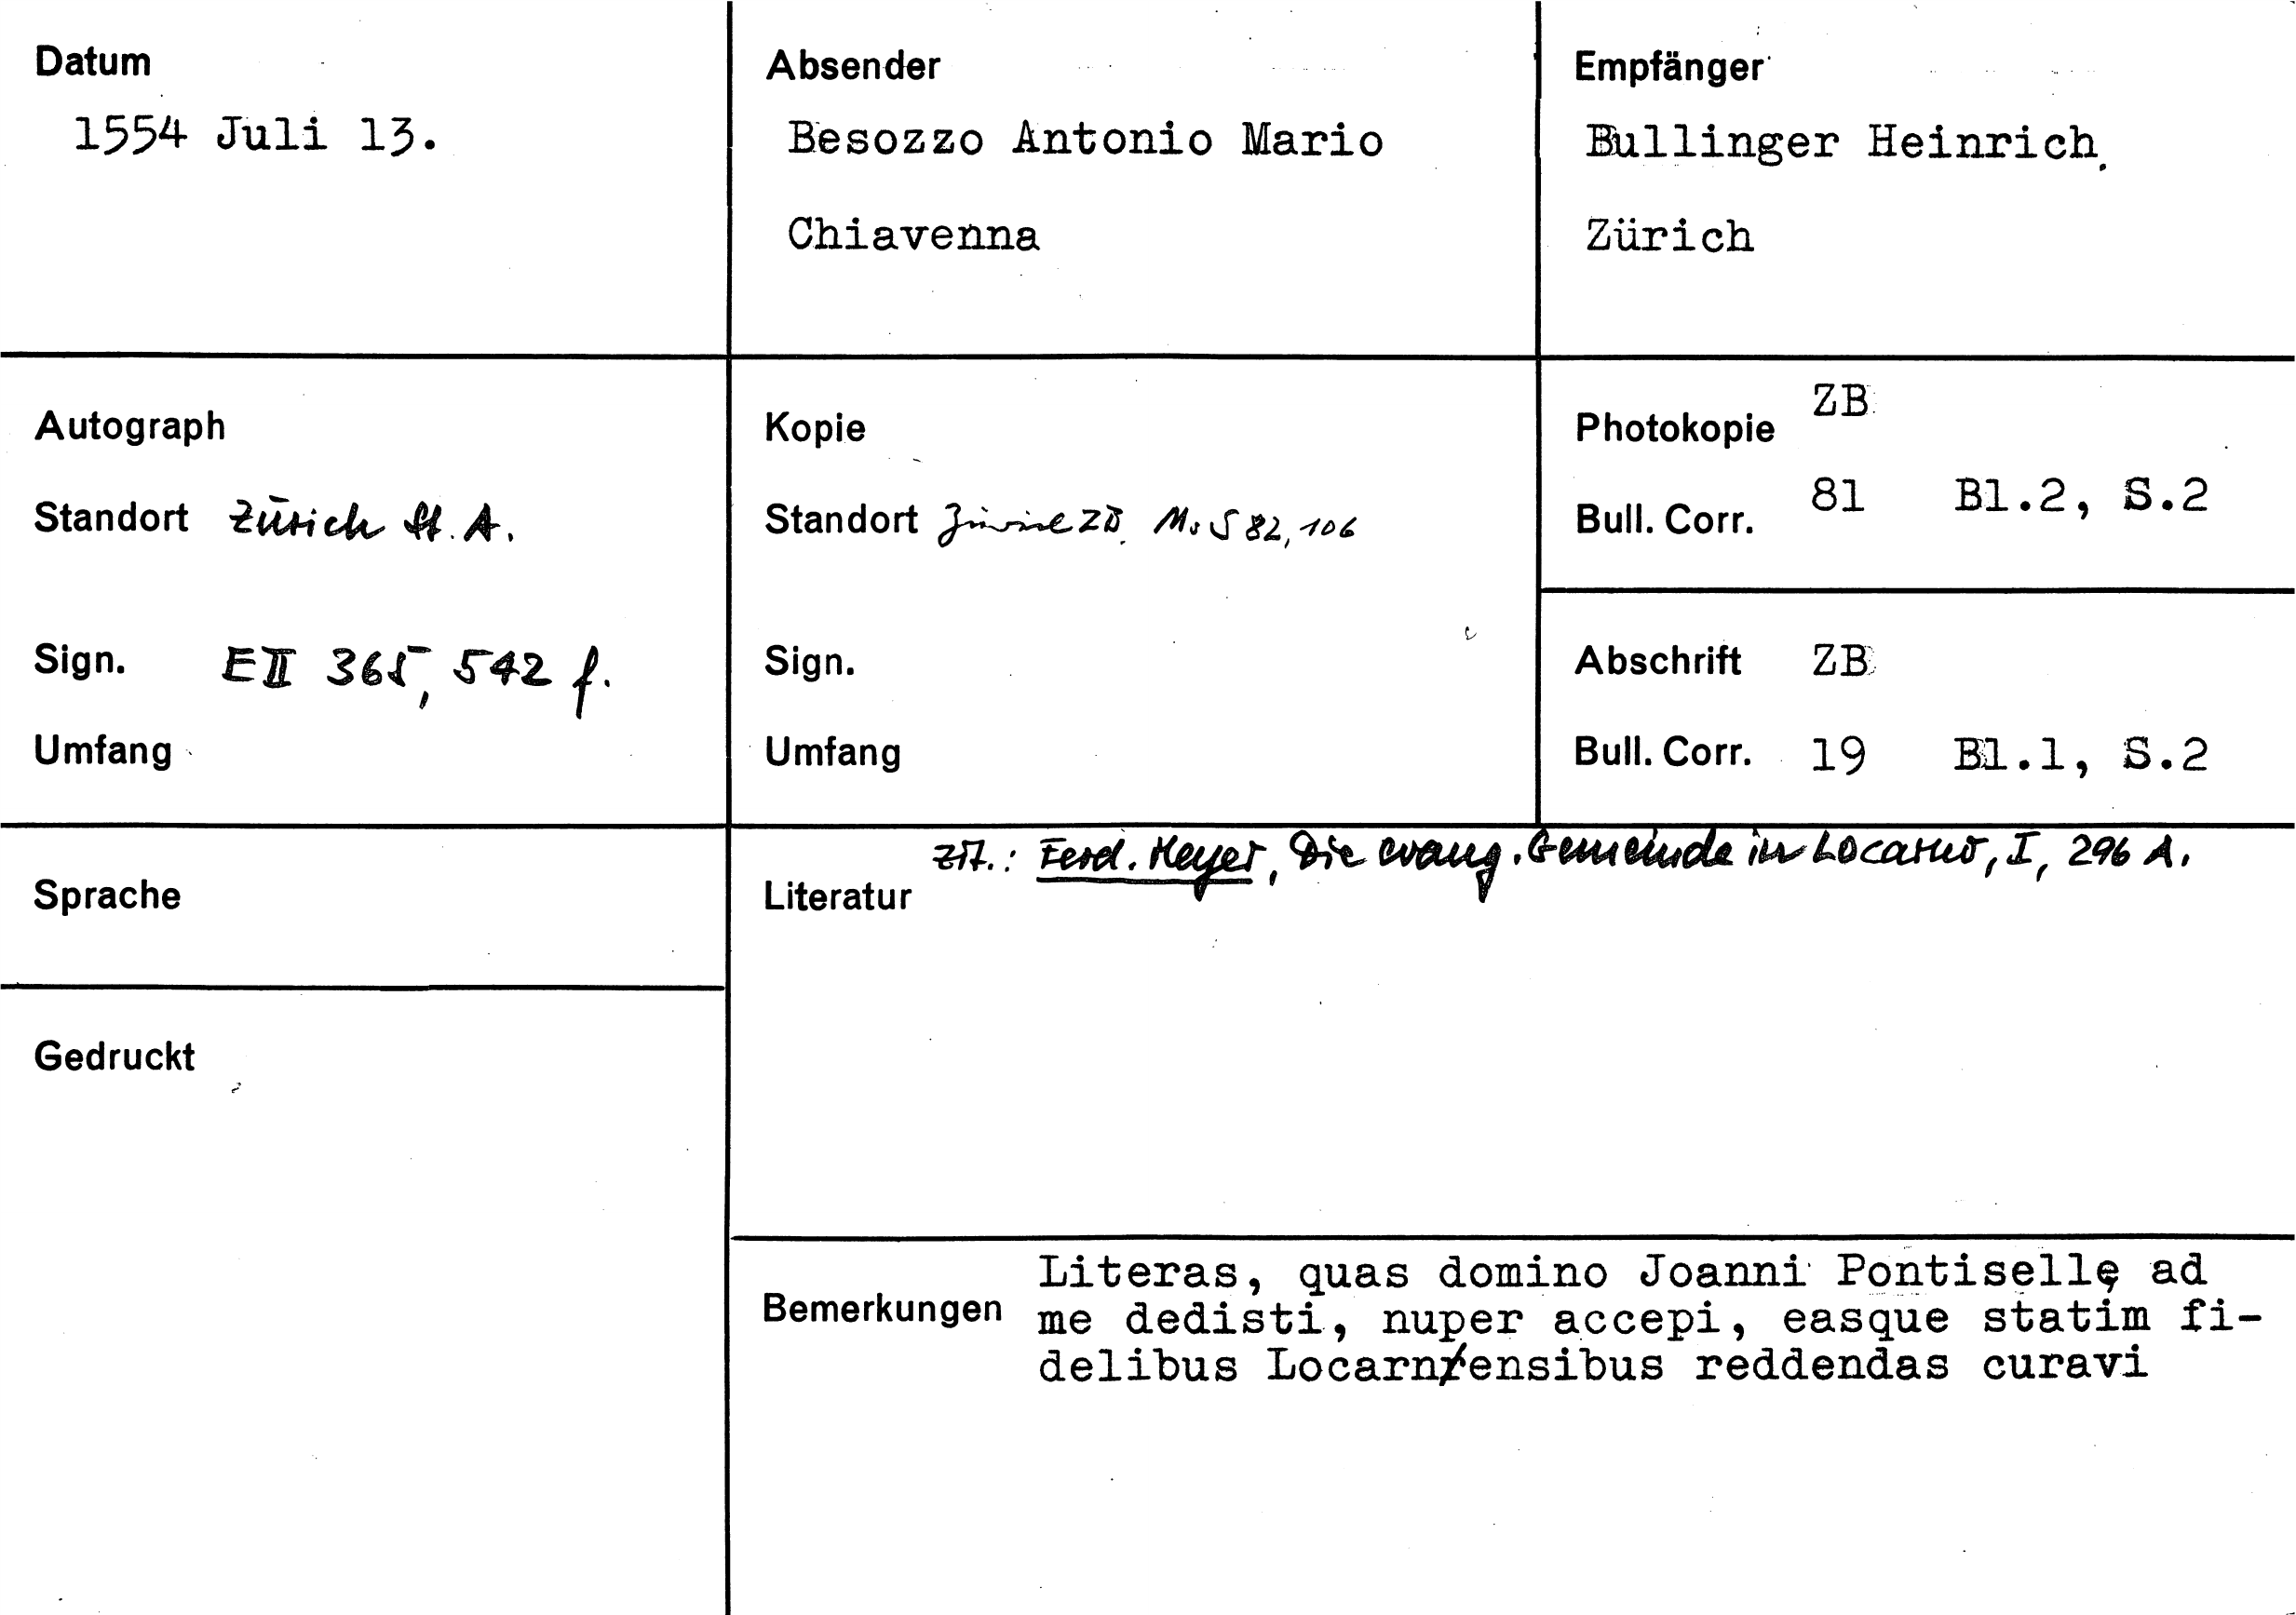 Datum
1554 Juli 13.
Absender
Besozzo Antonio Mario
Chiavenna
Empfänger
Bullinger Heinrich.
Zürich
Autograph
Standort Zürich St. A.
Sign. E II 365, 542 f.
Umfang
Kopie
Standort Zürich ZB. Ms S 82, 106
Sign.
Umfang
Photokopie ZB
Bull. Corr. 81 Bl.2, S.2
Abschrift ZB
Bull. Corr. 19 Bl.1, S.2
Sprache
Gedruckt
Literatur
zit.: Ferd. Meyer, Die evang. Gemeinde in Locarno, I, 296 A.
Bemerkungen
Literas, quas domino Joanni Pontisellę ad
me dedisti, nuper accepi, easque statim fi-
delibus Locarnensibus reddendas curavi